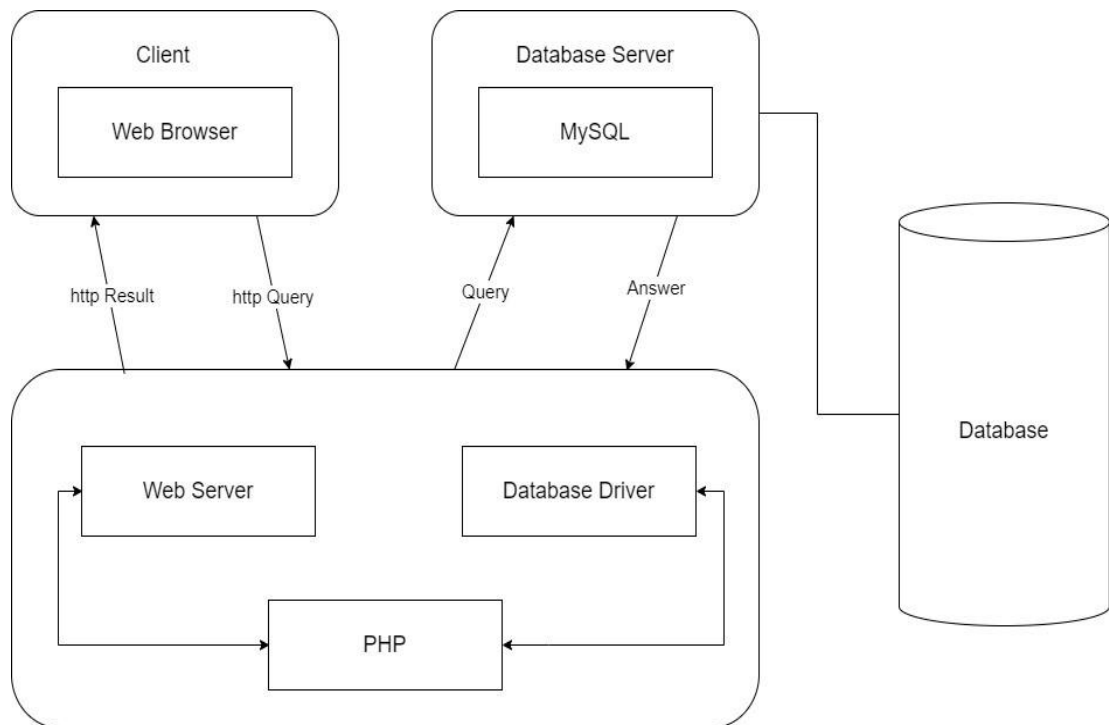 Client
Web Browser
Database Server
MySQL
http Result
http Query
Query
Answer
Database
Web Server
Database Driver
PHP